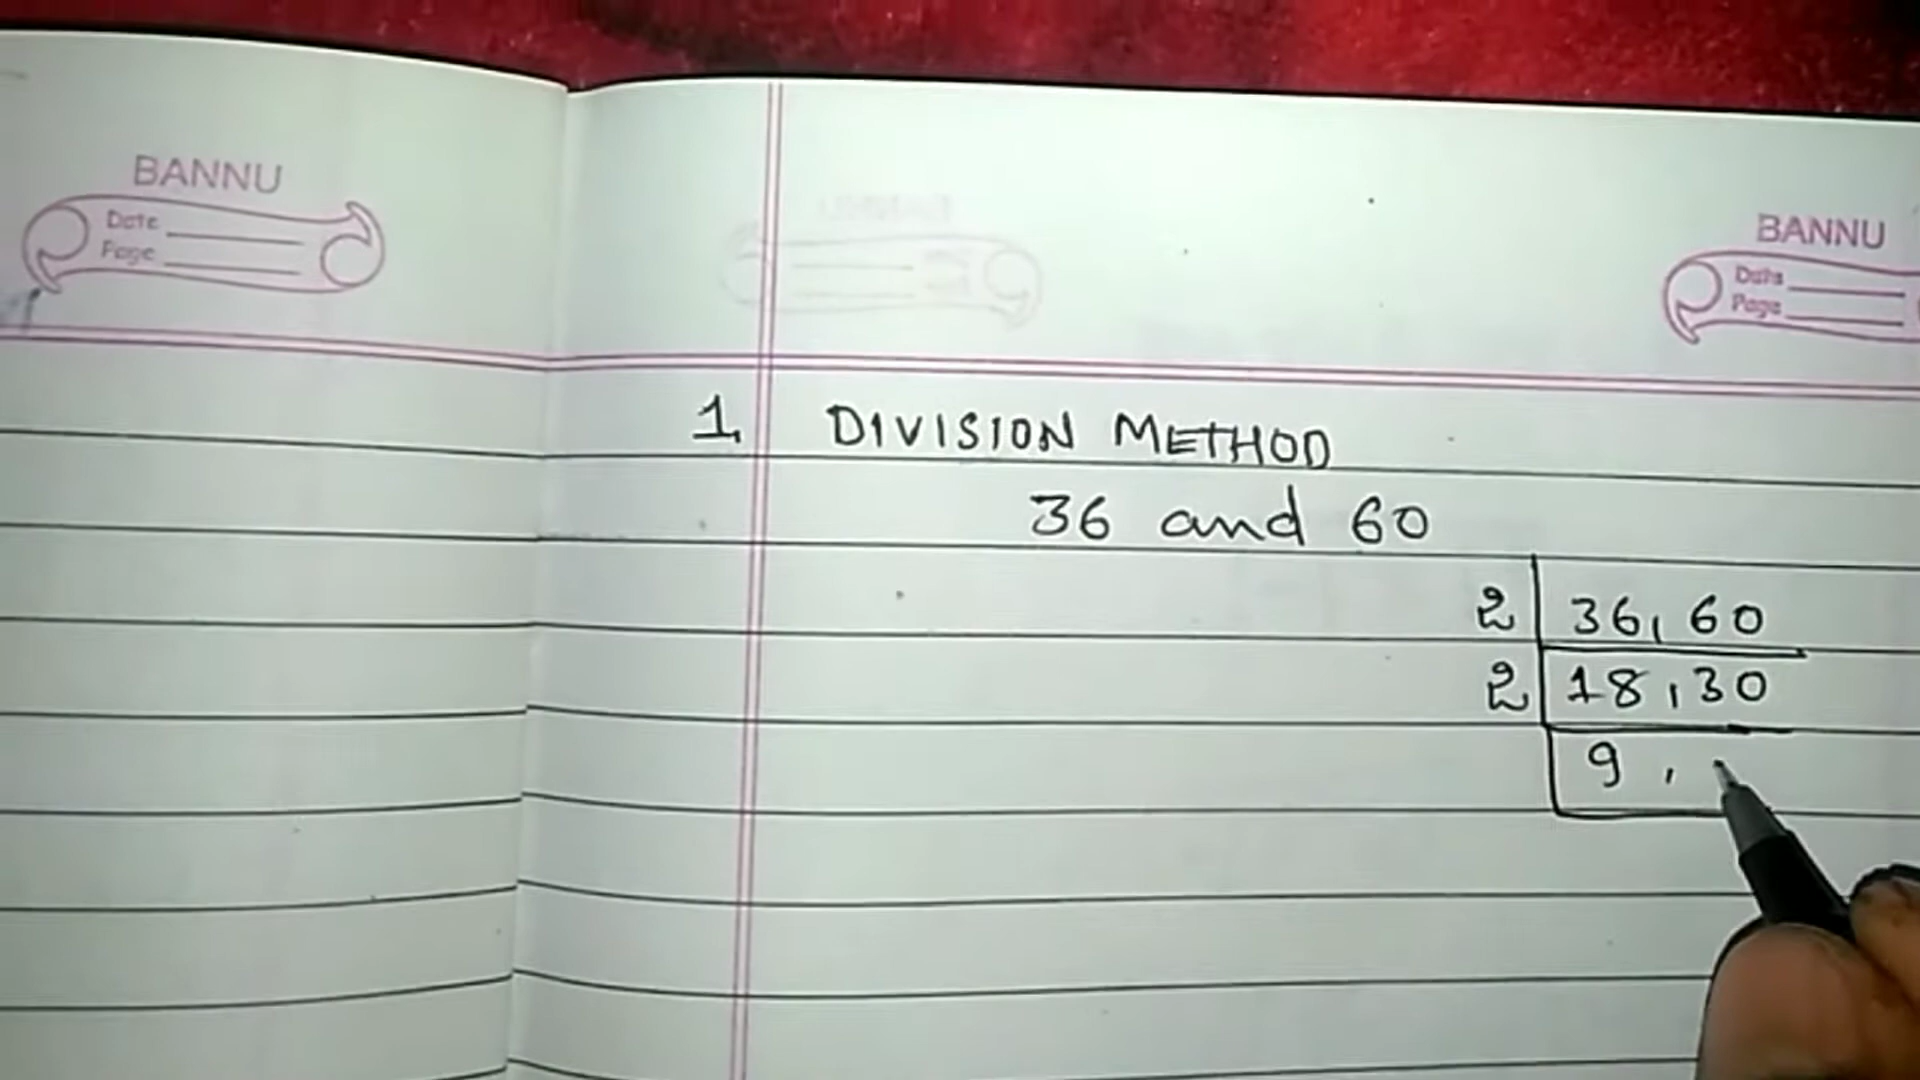 BANNU
Date
Page
BANNU
Date
Page
1. DIVISION METHOD
36 and 60
2 36, 60
2 18, 30
9 ,